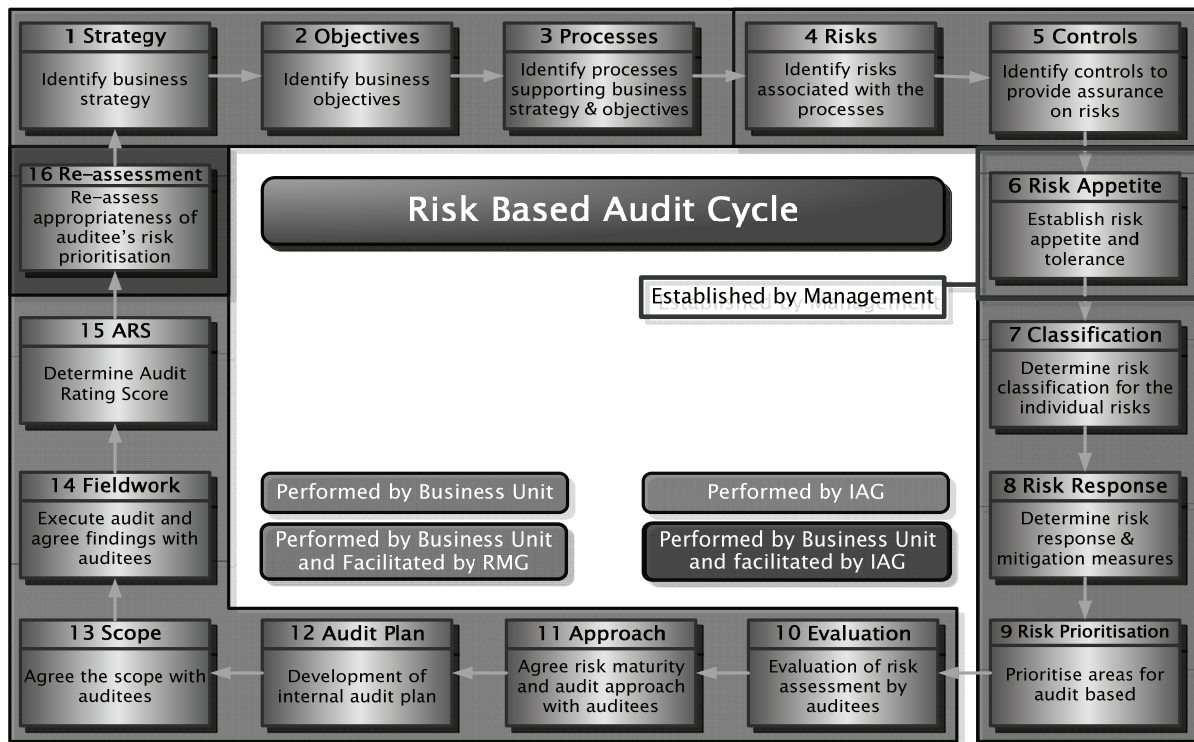 1 Strategy
Identify business
strategy
2 Objectives
Identify business
objectives
3 Processes
Identify processes
supporting business
strategy & objectives
4 Risks
Identify risks
associated with the
processes
5 Controls
Identify controls to
provide assurance
on risks
16 Re-assessment
Re-assess
appropriateness of
auditee's risk
prioritisation
Risk Based Audit Cycle
6 Risk Appetite
Establish risk
appetite and
tolerance
Established by Management
15 ARS
Determine Audit
Rating Score
7 Classification
Determine risk
classification for the
individual risks
14 Fieldwork
Execute audit and
agree findings with
auditees
Performed by Business Unit
Performed by IAG
Performed by Business Unit
and Facilitated by RMG
Performed by Business Unit
and facilitated by IAG
8 Risk Response
Determine risk
response &
mitigation measures
13 Scope
Agree the scope with
auditees
12 Audit Plan
Development of
internal audit plan
11 Approach
Agree risk maturity
and audit approach
with auditees
10 Evaluation
Evaluation of risk
assessment by
auditees
9 Risk Prioritisation
Prioritise areas for
audit based